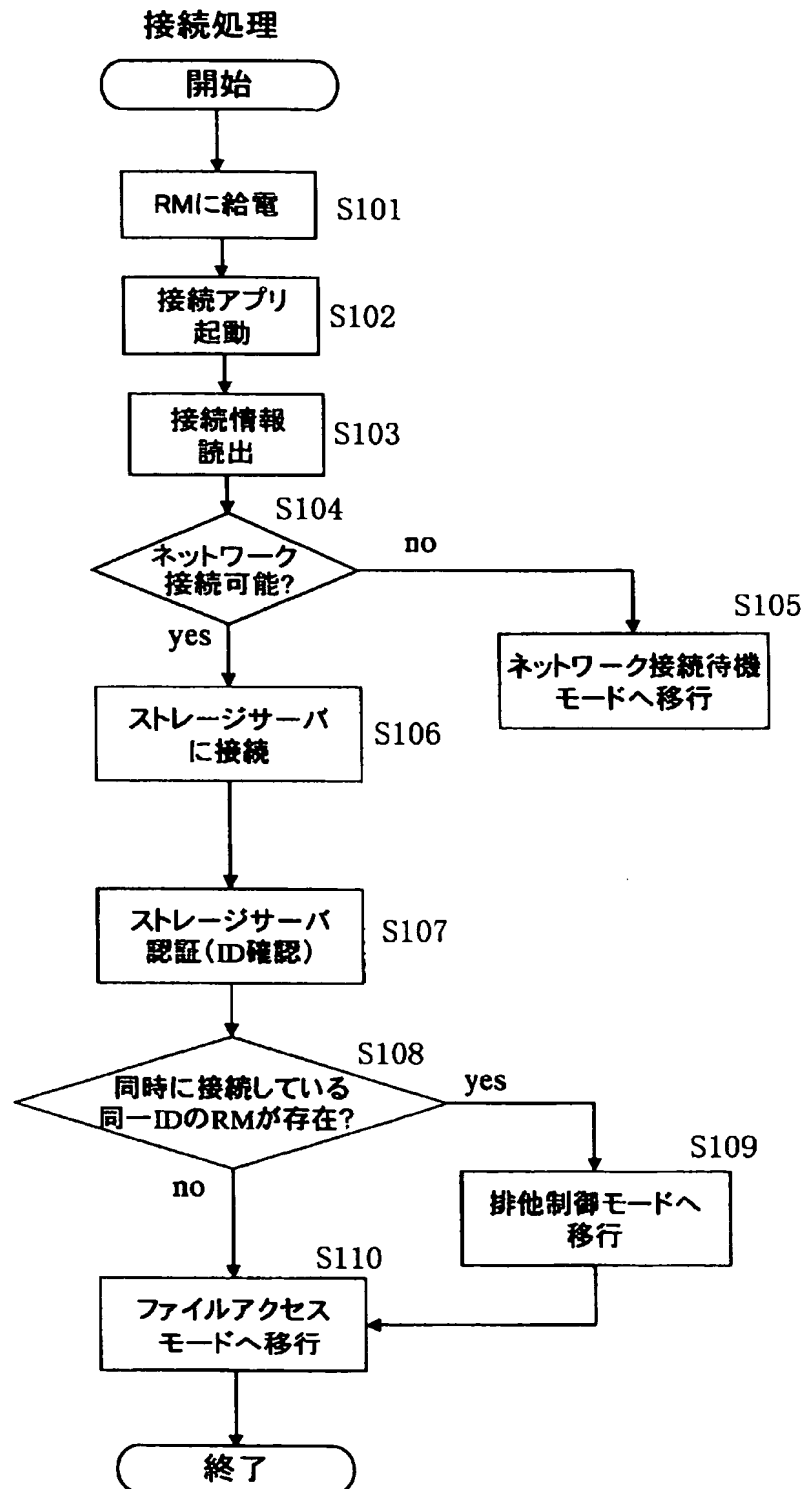 接続処理
開始
RMに給電
S101
接続アプリ
起動
S102
接続情報
読出
S103
S104
ネットワーク
接続可能?
no
yes
S105
ネットワーク接続待機
モードへ移行
ストレージサーバ
に接続
S106
ストレージサーバ
認証(ID確認)
S107
S108
同時に接続している
同一IDのRMが存在?
yes
no
S109
排他制御モードへ
移行
S110
ファイルアクセス
モードへ移行
終了